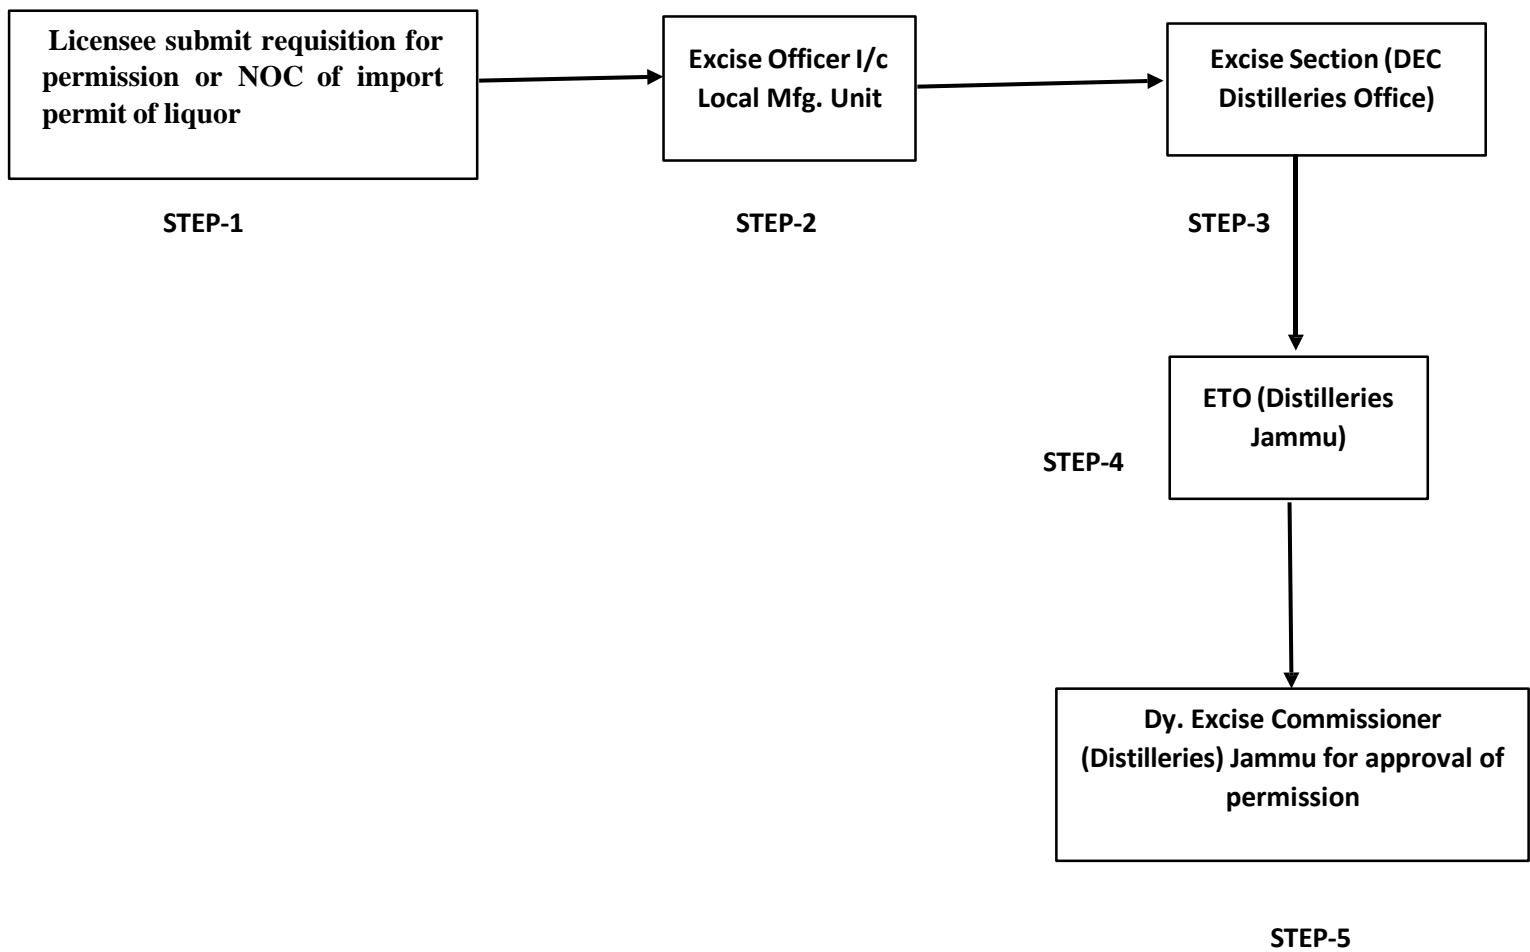 Licensee submit requisition for
permission or NOC of import
permit of liquor
Excise Officer I/c
Local Mfg. Unit
Excise Section (DEC
Distilleries Office)
STEP-1
STEP-2
STEP-3
ETO (Distilleries
Jammu)
STEP-4
Dy. Excise Commissioner
(Distilleries) Jammu for approval of
permission
STEP-5